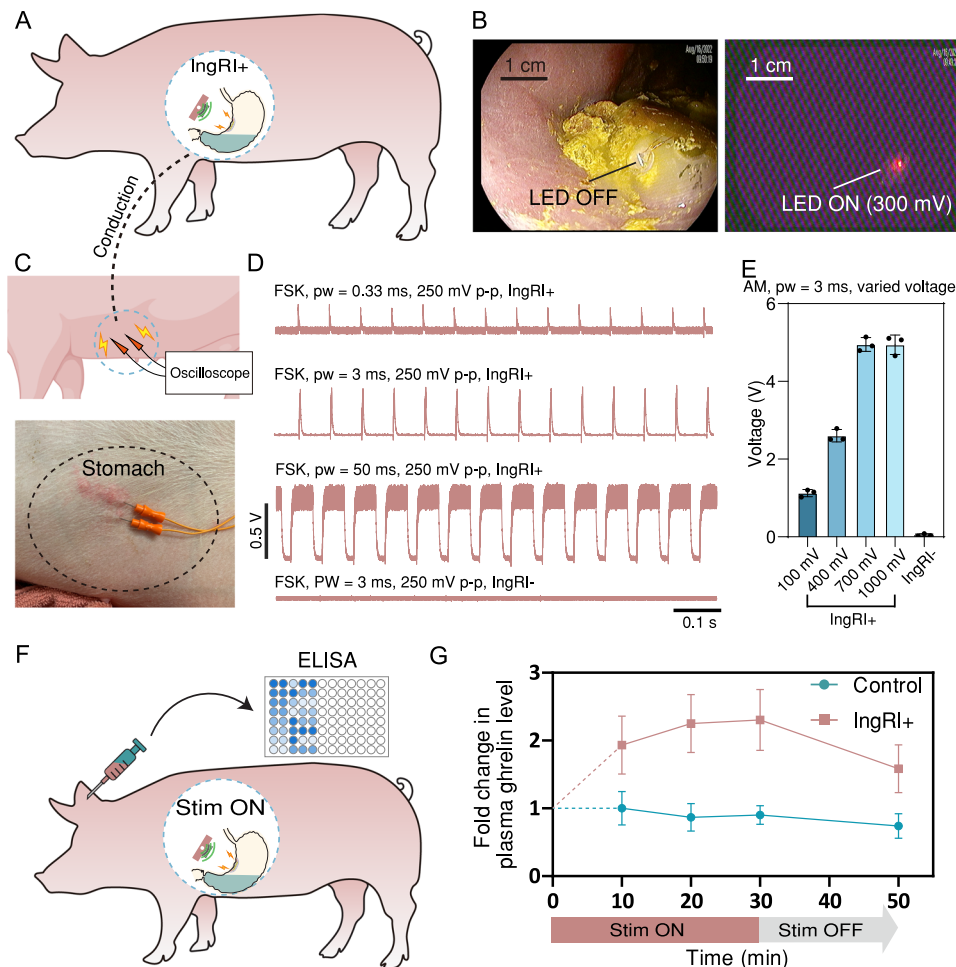 A
IngRI+
Conduction
B
1 cm
LED OFF
1 cm
LED ON (300 mV)
C
Oscilloscope
Stomach
D
FSK, pw = 0.33 ms, 250 mV p-p, IngRI+
FSK, pw = 3 ms, 250 mV p-p, IngRI+
FSK, pw = 50 ms, 250 mV p-p, IngRI+
0.5 V
FSK, PW = 3 ms, 250 mV p-p, IngRI-
0.1 s
E
AM, pw = 3 ms, varied voltage
Voltage (V)
6
4
2
0
100 mV
400 mV
700 mV
1000 mV
IngRI-
IngRI+
F
ELISA
Stim ON
G
Fold change in
plasma ghrelin level
3
2
1
0
Control
IngRI+
0 10 20 30 40 50
Stim ON
Stim OFF
Time (min)